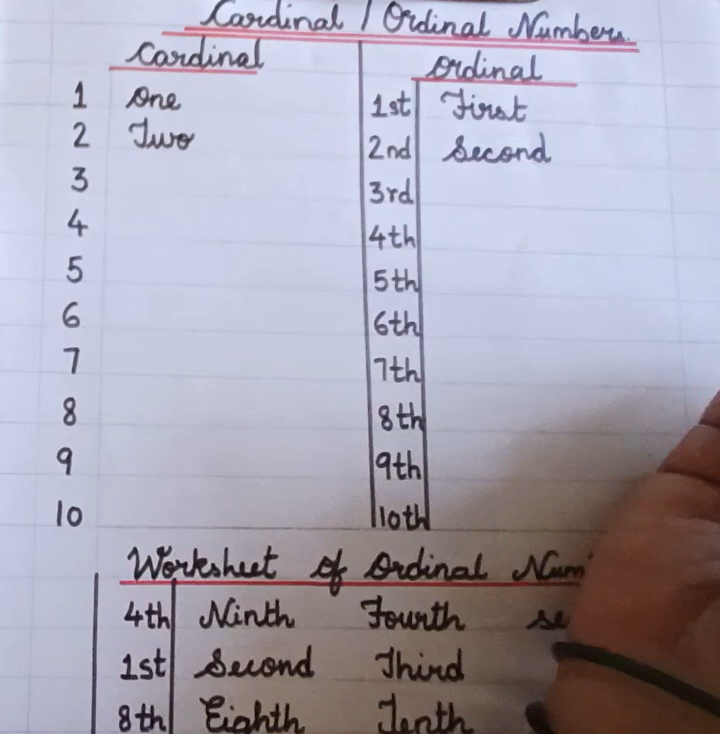 Cardinal / Ordinal Numbers.
Cardinal Ordinal
1 One 1st First
2 Two 2nd Second
3 3rd
4 4th
5 5th
6 6th
7 7th
8 8th
9 9th
10 10th
Worksheet of Ordinal Num
4th Ninth Fourth se
1st Second Third
8th Eighth Tenth